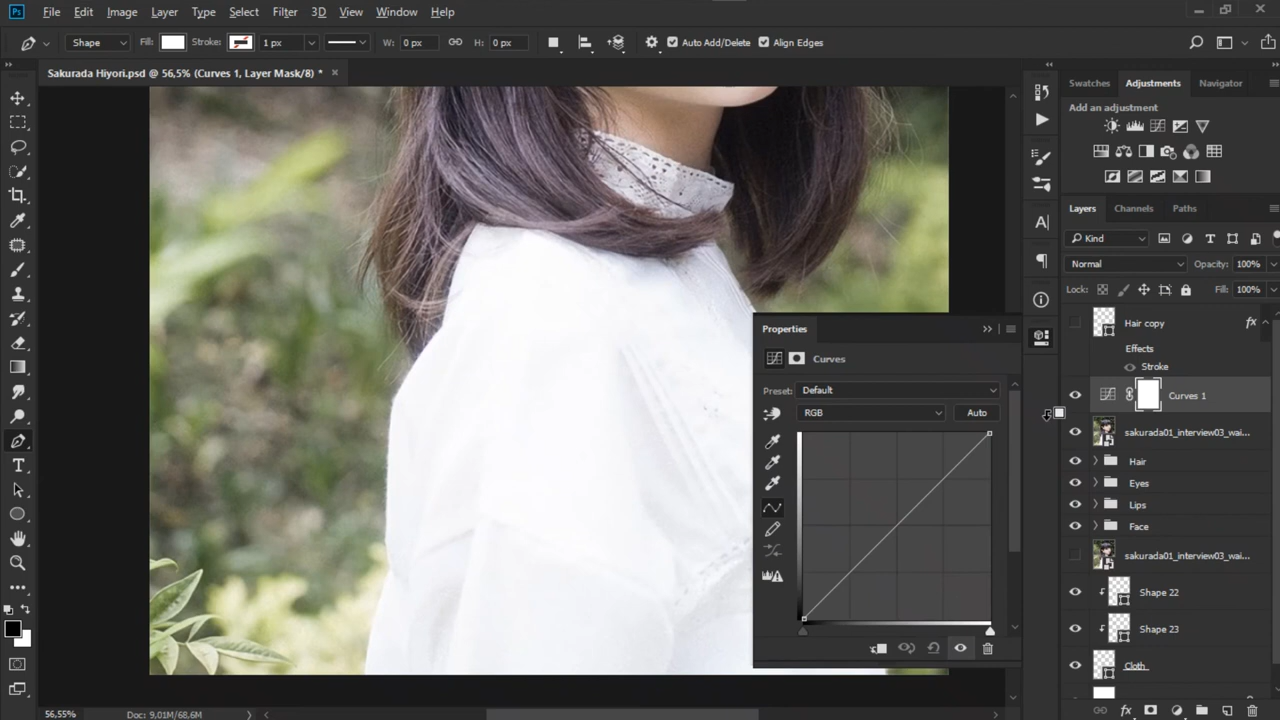 Ps File Edit Image Layer Type Select Filter 3D View Window Help
Shape Fill: Stroke: 1 px W: 0 px H: 0 px Auto Add/Delete Align Edges
Sakurada Hiyori.psd @ 56,5% (Curves 1, Layer Mask/8) *
Swatches Adjustments Navigator
Add an adjustment
Layers Channels Paths
Kind
Normal Opacity: 100%
Lock: Fill: 100%
Hair copy fx
Effects
Stroke
Curves 1
sakurada01_interview03_wai...
Hair
Eyes
Lips
Face
sakurada01_interview03_wai...
Shape 22
Shape 23
Cloth
Properties
Curves
Preset: Default
RGB Auto
56,55% Doc: 9,01M/68,6M